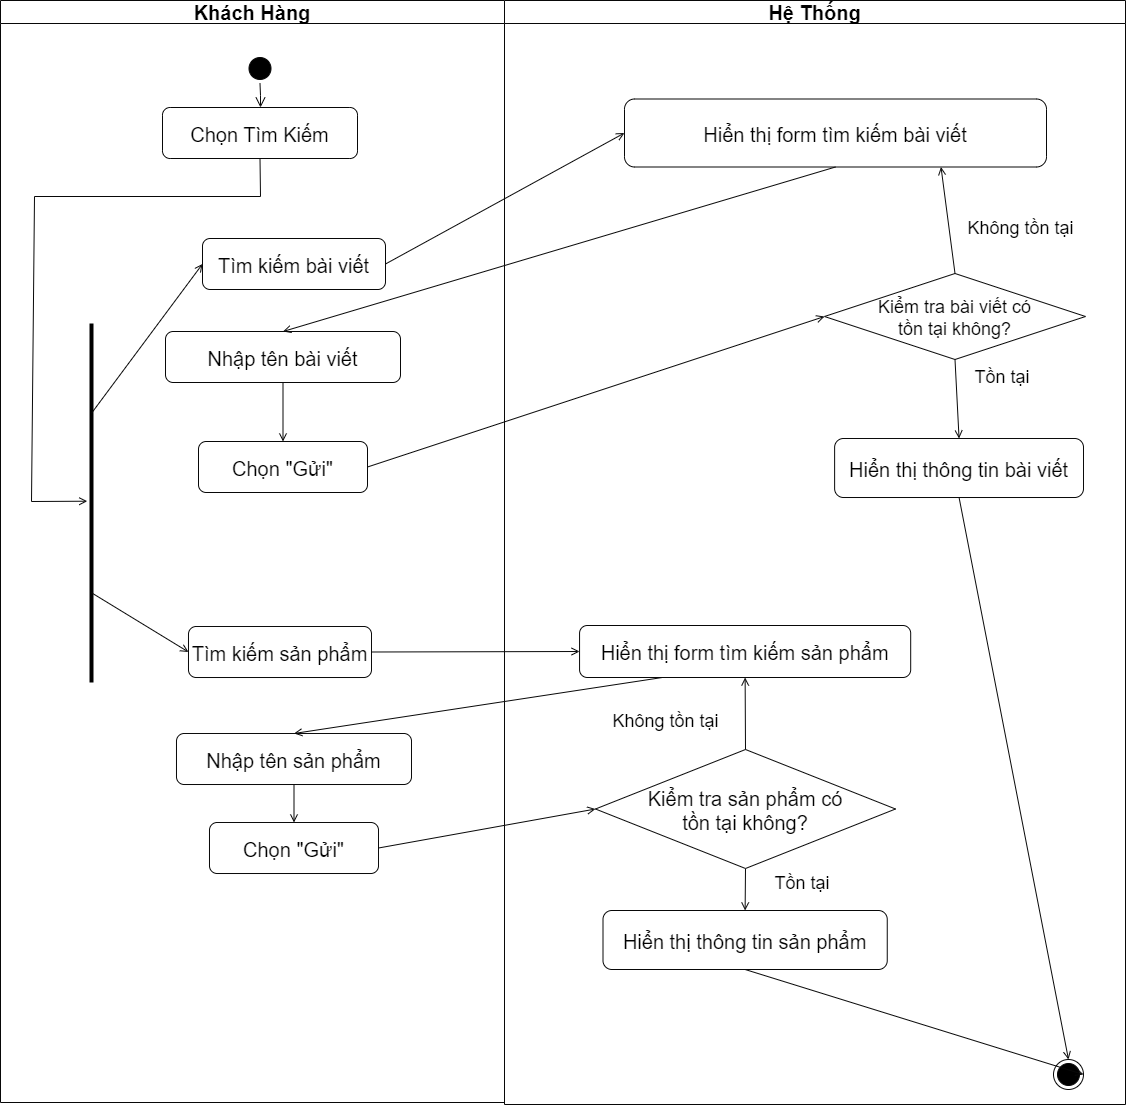 Khách Hàng
Hệ Thống
Chọn Tìm Kiếm
Hiển thị form tìm kiếm bài viết
Không tồn tại
Tìm kiếm bài viết
Kiểm tra bài viết có
tồn tại không?
Nhập tên bài viết
Tồn tại
Chọn "Gửi"
Hiển thị thông tin bài viết
Tìm kiếm sản phẩm
Hiển thị form tìm kiếm sản phẩm
Không tồn tại
Nhập tên sản phẩm
Kiểm tra sản phẩm có
tồn tại không?
Chọn "Gửi"
Tồn tại
Hiển thị thông tin sản phẩm